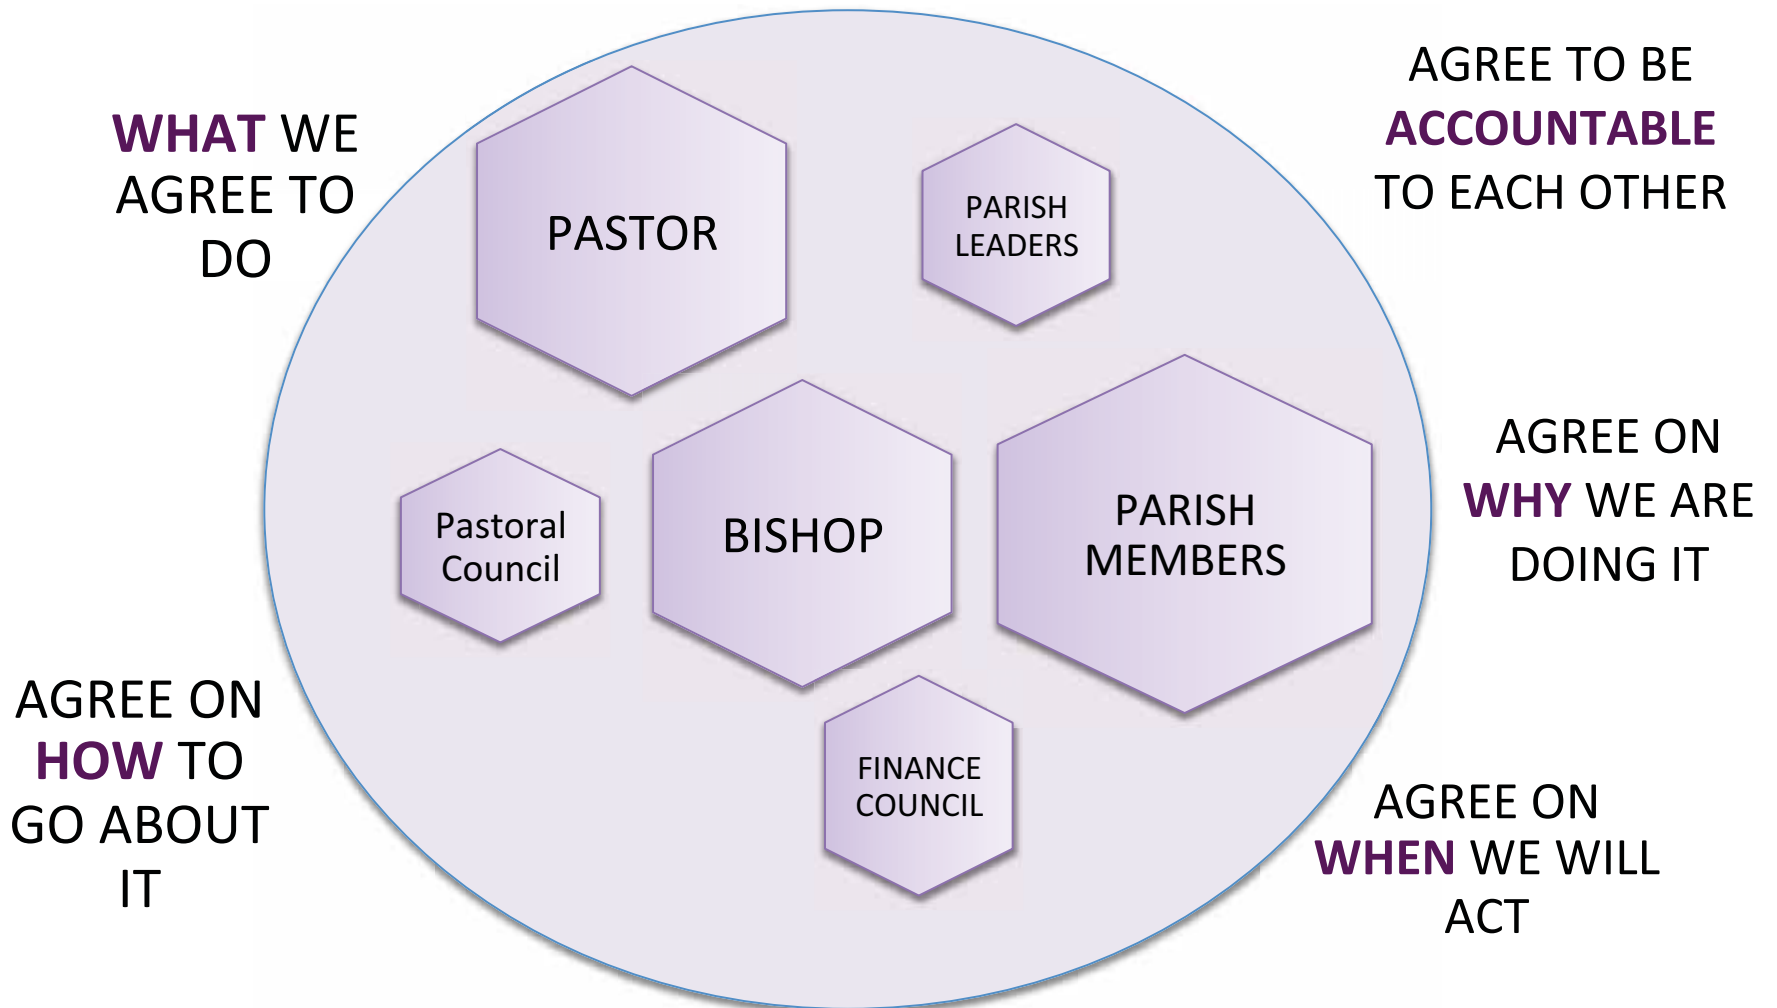 WHAT WE
AGREE TO
DO
AGREE TO BE
ACCOUNTABLE
TO EACH OTHER
PASTOR
PARISH
LEADERS
Pastoral
Council
BISHOP
PARISH
MEMBERS
AGREE ON
WHY WE ARE
DOING IT
AGREE ON
HOW TO
GO ABOUT
IT
FINANCE
COUNCIL
AGREE ON
WHEN WE WILL
ACT